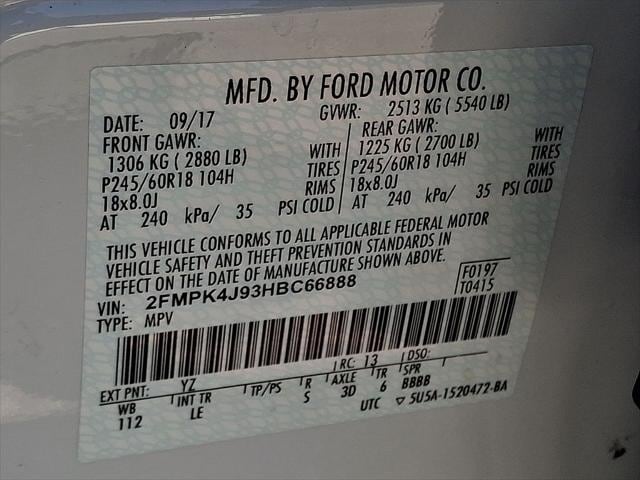 MFD. BY FORD MOTOR CO.
DATE: 09/17 GVWR: 2513 KG ( 5540 LB)
FRONT GAWR: REAR GAWR:
1306 KG ( 2880 LB) WITH 1225 KG ( 2700 LB) WITH
P245/60R18 104H TIRES P245/60R18 104H TIRES
18x8.0J RIMS 18x8.0J RIMS
AT 240 kPa/ 35 PSI COLD AT 240 kPa/ 35 PSI COLD
THIS VEHICLE CONFORMS TO ALL APPLICABLE FEDERAL MOTOR
VEHICLE SAFETY AND THEFT PREVENTION STANDARDS IN
EFFECT ON THE DATE OF MANUFACTURE SHOWN ABOVE.
VIN: 2FMPK4J93HBC66888 F0197
TYPE: MPV T0415
EXT PNT: YZ RC: 13 DSO:
WB INT TR TP/PS R AXLE TR SPR
112 LE S 3D 6 BBBB
UTC ▽ 5U5A-1520472-BA